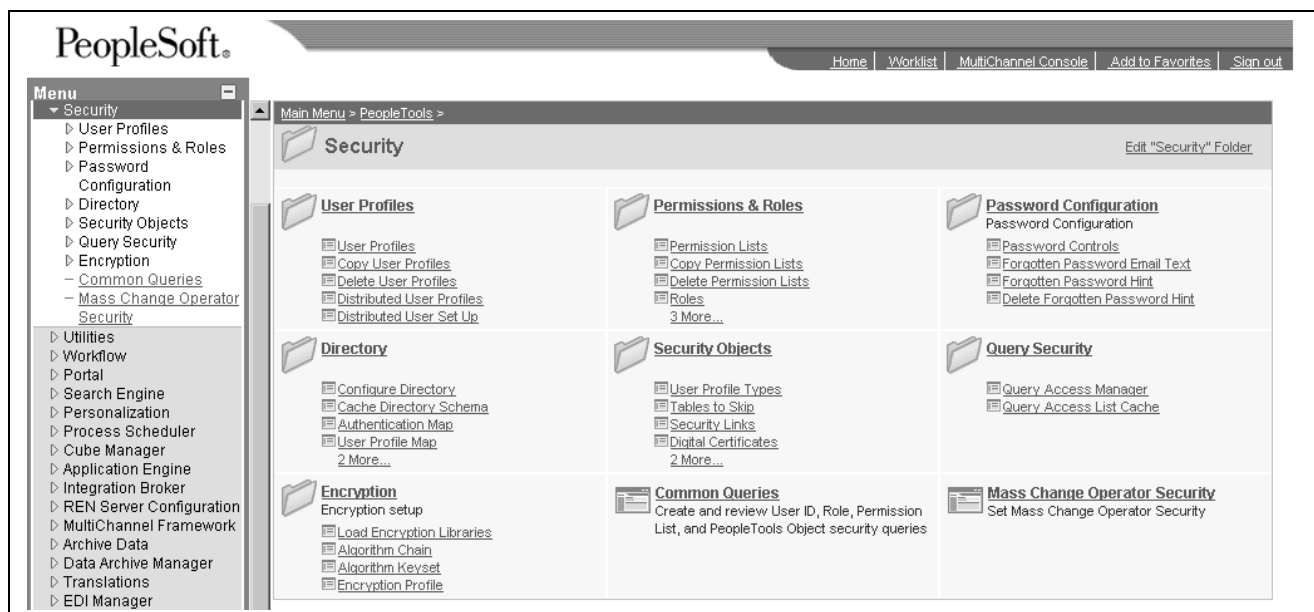 PeopleSoft®
Home | Worklist | MultiChannel Console | Add to Favorites | Sign out
Menu
Security
User Profiles
Permissions & Roles
Password
Configuration
Directory
Security Objects
Query Security
Encryption
Common Queries
Mass Change Operator
Security
Utilities
Workflow
Portal
Search Engine
Personalization
Process Scheduler
Cube Manager
Application Engine
Integration Broker
REN Server Configuration
MultiChannel Framework
Archive Data
Data Archive Manager
Translations
EDI Manager
Main Menu > PeopleTools >
Security
Edit "Security" Folder
User Profiles
User Profiles
Copy User Profiles
Delete User Profiles
Distributed User Profiles
Distributed User Set Up
Permissions & Roles
Permission Lists
Copy Permission Lists
Delete Permission Lists
Roles
3 More...
Password Configuration
Password Configuration
Password Controls
Forgotten Password Email Text
Forgotten Password Hint
Delete Forgotten Password Hint
Directory
Configure Directory
Cache Directory Schema
Authentication Map
User Profile Map
2 More...
Security Objects
User Profile Types
Tables to Skip
Security Links
Digital Certificates
2 More...
Query Security
Query Access Manager
Query Access List Cache
Encryption
Encryption setup
Load Encryption Libraries
Algorithm Chain
Algorithm Keyset
Encryption Profile
Common Queries
Create and review User ID, Role, Permission
List, and PeopleTools Object security queries
Mass Change Operator Security
Set Mass Change Operator Security